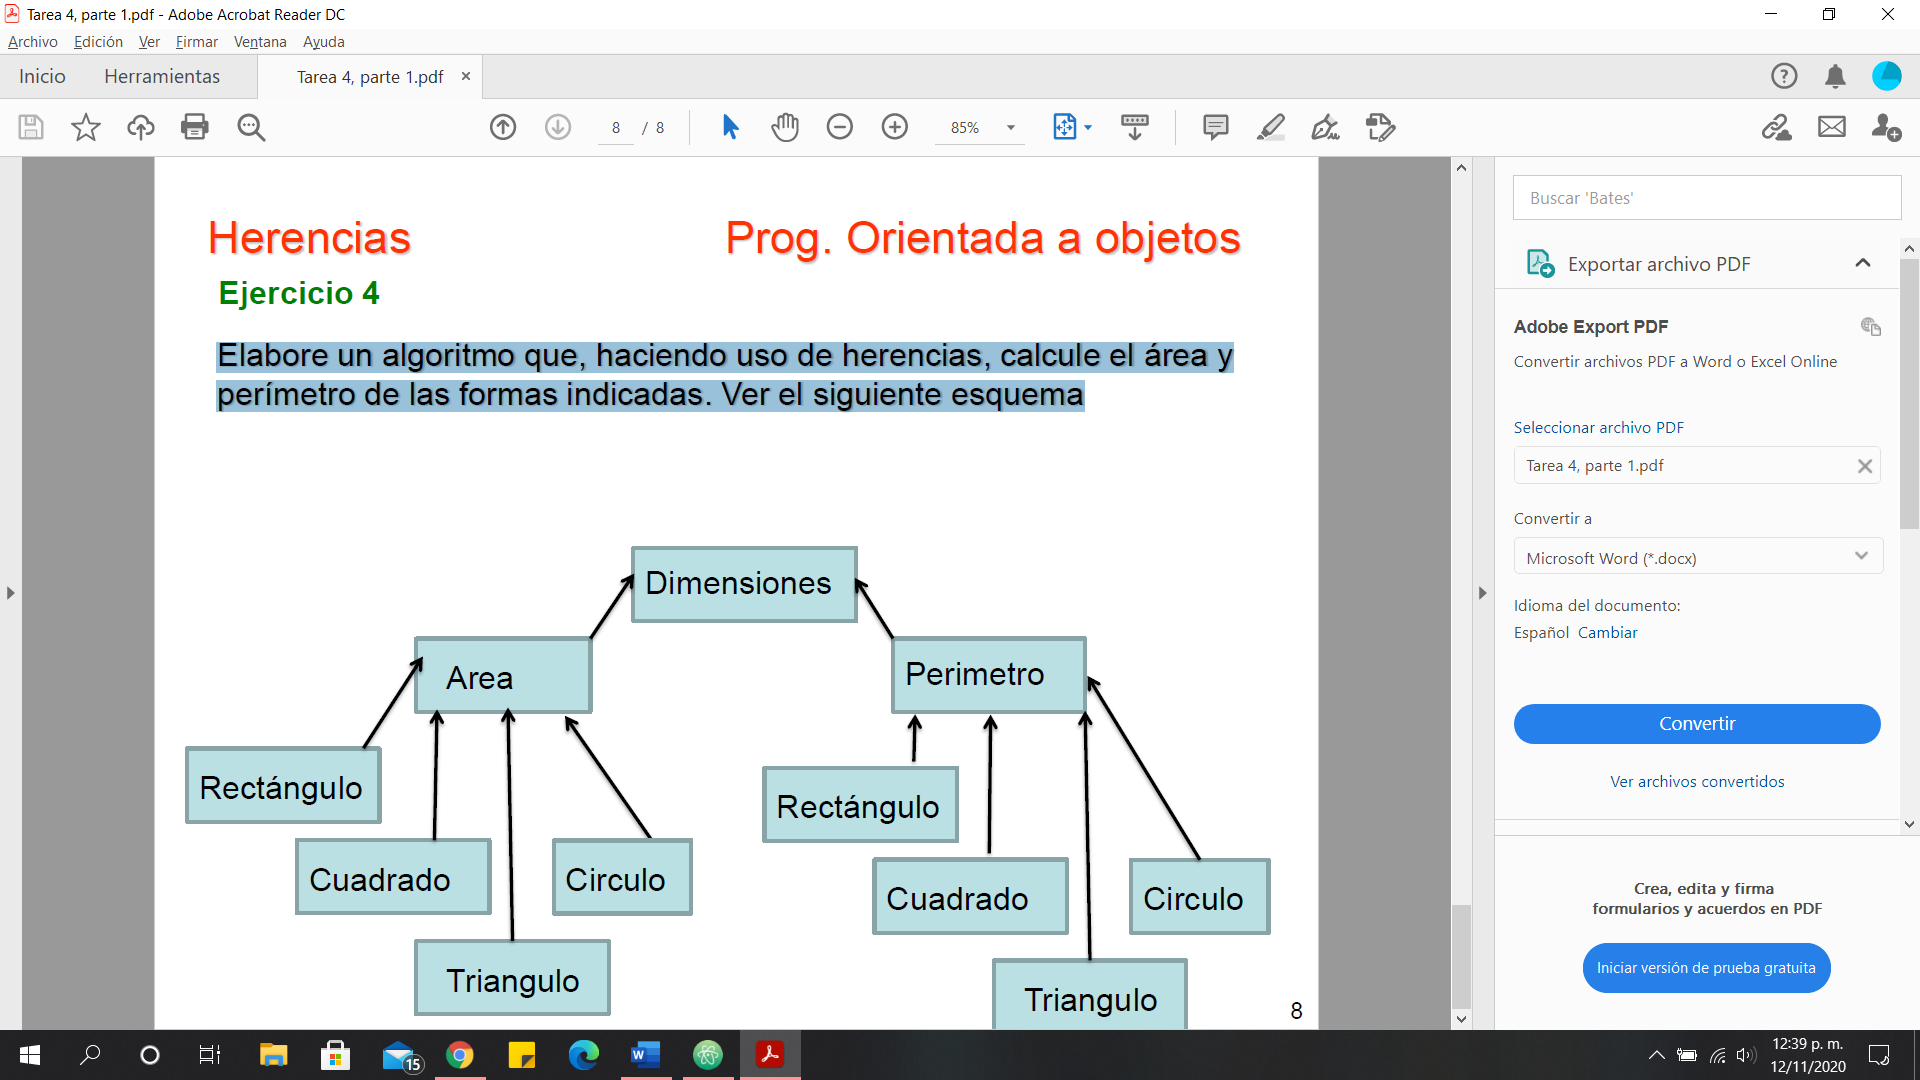 Tarea 4, parte 1.pdf - Adobe Acrobat Reader DC
Archivo Edición Ver Firmar Ventana Ayuda
Inicio Herramientas Tarea 4, parte 1.pdf ×
8 / 8 85%
Herencias Prog. Orientada a objetos
Ejercicio 4
Elabore un algoritmo que, haciendo uso de herencias, calcule el área y
perímetro de las formas indicadas. Ver el siguiente esquema
Dimensiones
Area
Perimetro
Rectángulo
Cuadrado
Circulo
Triangulo
Rectángulo
Cuadrado
Circulo
Triangulo
8
Buscar 'Bates'
Exportar archivo PDF
Adobe Export PDF
Convertir archivos PDF a Word o Excel Online
Seleccionar archivo PDF
Tarea 4, parte 1.pdf
Convertir a
Microsoft Word (*.docx)
Idioma del documento:
Español Cambiar
Convertir
Ver archivos convertidos
Crea, edita y firma
formularios y acuerdos en PDF
Iniciar versión de prueba gratuita
15
12:39 p. m.
12/11/2020